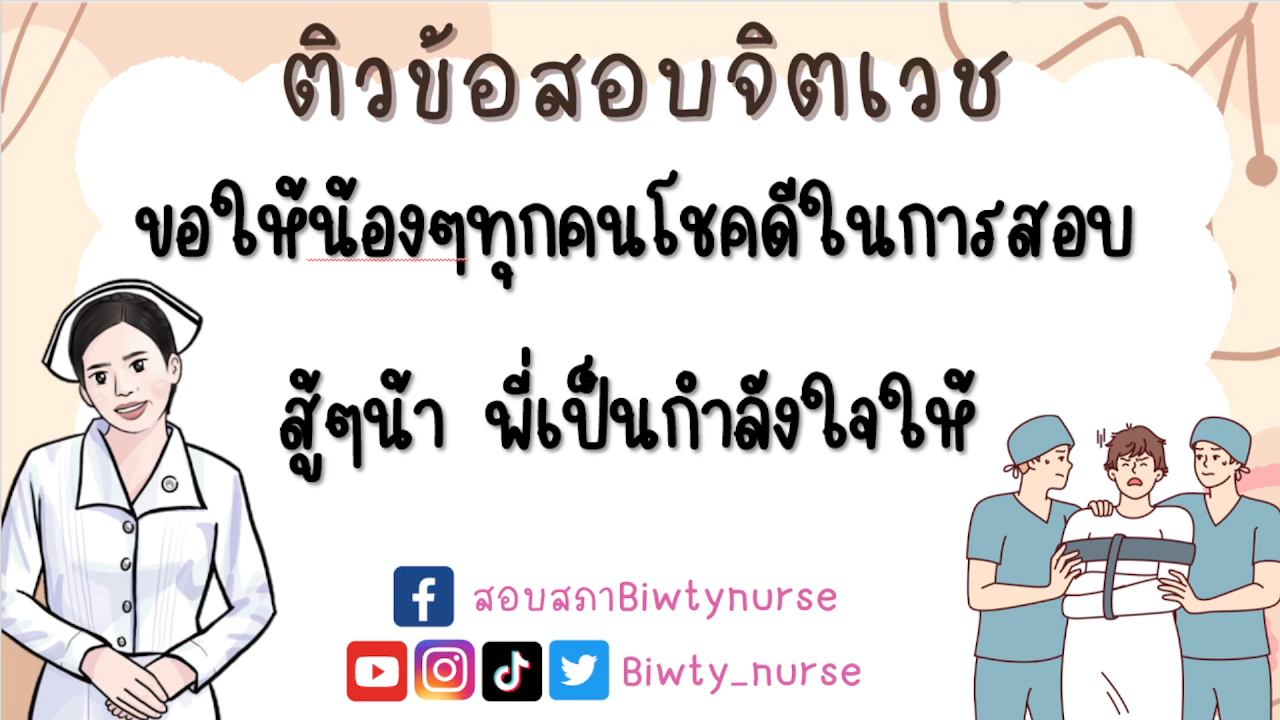 ติวข้อสอบจิตเวช
ขอให้น้องๆทุกคนโชคดีในการสอบ
สู้ๆน้า พี่เป็นกำลังใจให้
สอบสภาBiwtynurse
Biwty_nurse